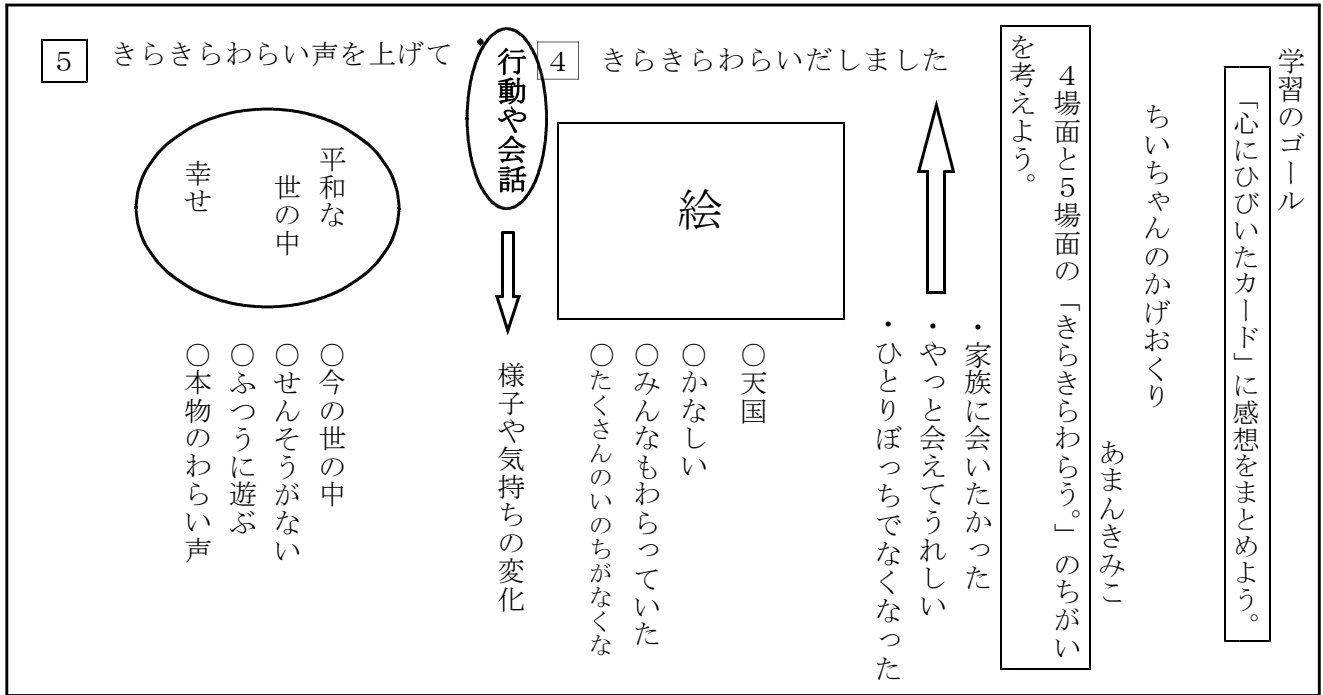 学習のゴール
「心にひびいたカード」に感想をまとめよう。
ちいちゃんのかげおくり
あまんきみこ
４場面と５場面の「きらきらわらう。」のちがい
を考えよう。
4 きらきらわらいだしました
・家族に会いたかった
・やっと会えてうれしい
・ひとりぼっちでなくなった
絵
○天国
○かなしい
○みんなもわらっていた
○たくさんのいのちがなくな
行動や会話
様子や気持ちの変化
5 きらきらわらい声を上げて
平和な
世の中
幸せ
○今の世の中
○せんそうがない
○ふつうに遊ぶ
○本物のわらい声